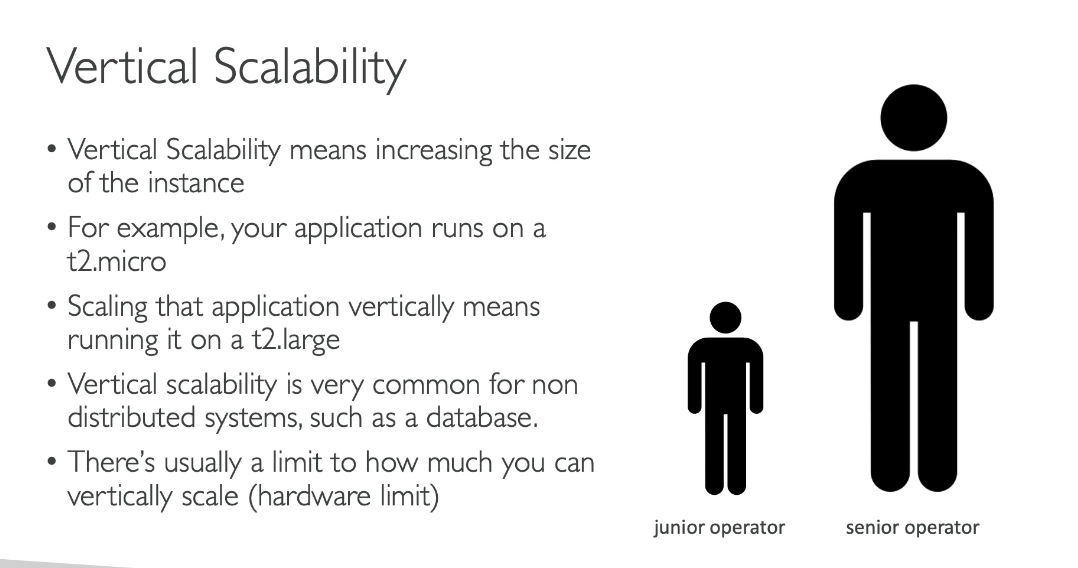 Vertical Scalability
• Vertical Scalability means increasing the size
of the instance
• For example, your application runs on a
t2.micro
• Scaling that application vertically means
running it on a t2.large
• Vertical scalability is very common for non
distributed systems, such as a database.
• There’s usually a limit to how much you can
vertically scale (hardware limit)
junior operator
senior operator